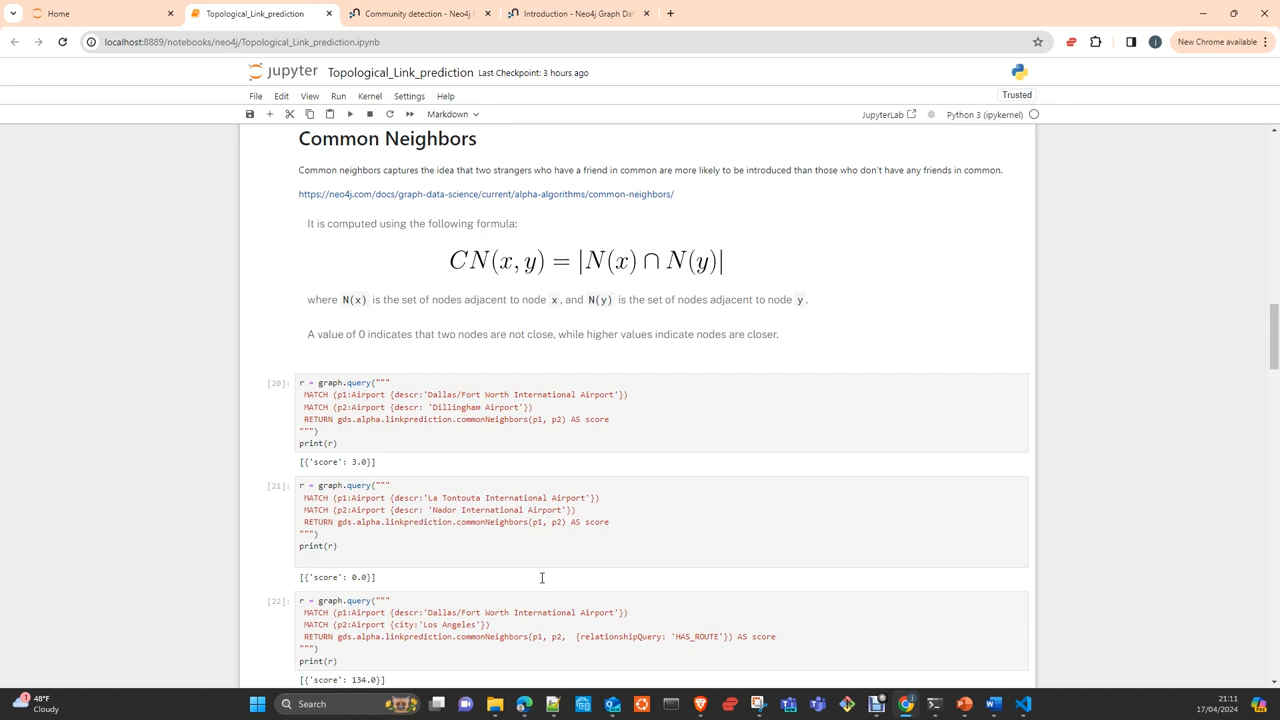 Home
Topological_Link_prediction
Community detection - Neo4j G
Introduction - Neo4j Graph Dat
localhost:8889/notebooks/neo4j/Topological_Link_prediction.ipynb
New Chrome available
jupyter Topological_Link_prediction Last Checkpoint: 3 hours ago
File Edit View Run Kernel Settings Help
Trusted
Markdown
JupyterLab
Python 3 (ipykernel)
Common Neighbors
Common neighbors captures the idea that two strangers who have a friend in common are more likely to be introduced than those who don't have any friends in common.
https://neo4j.com/docs/graph-data-science/current/alpha-algorithms/common-neighbors/
It is computed using the following formula:
CN(x, y) = |N(x) ∩ N(y)|
where N(x) is the set of nodes adjacent to node x, and N(y) is the set of nodes adjacent to node y.
A value of 0 indicates that two nodes are not close, while higher values indicate nodes are closer.
[20]: r = graph.query("""
MATCH (p1:Airport {descr:'Dallas/Fort Worth International Airport'})
MATCH (p2:Airport {descr: 'Dillingham Airport'})
RETURN gds.alpha.linkprediction.commonNeighbors(p1, p2) AS score
""")
print(r)
[{'score': 3.0}]
[21]: r = graph.query("""
MATCH (p1:Airport {descr:'La Tontouta International Airport'})
MATCH (p2:Airport {descr: 'Nador International Airport'})
RETURN gds.alpha.linkprediction.commonNeighbors(p1, p2) AS score
""")
print(r)
[{'score': 0.0}]
[22]: r = graph.query("""
MATCH (p1:Airport {descr:'Dallas/Fort Worth International Airport'})
MATCH (p2:Airport {city:'Los Angeles'})
RETURN gds.alpha.linkprediction.commonNeighbors(p1, p2, {relationshipQuery: 'HAS_ROUTE'}) AS score
""")
print(r)
[{'score': 134.0}]
48°F
Cloudy
Search
21:11
17/04/2024